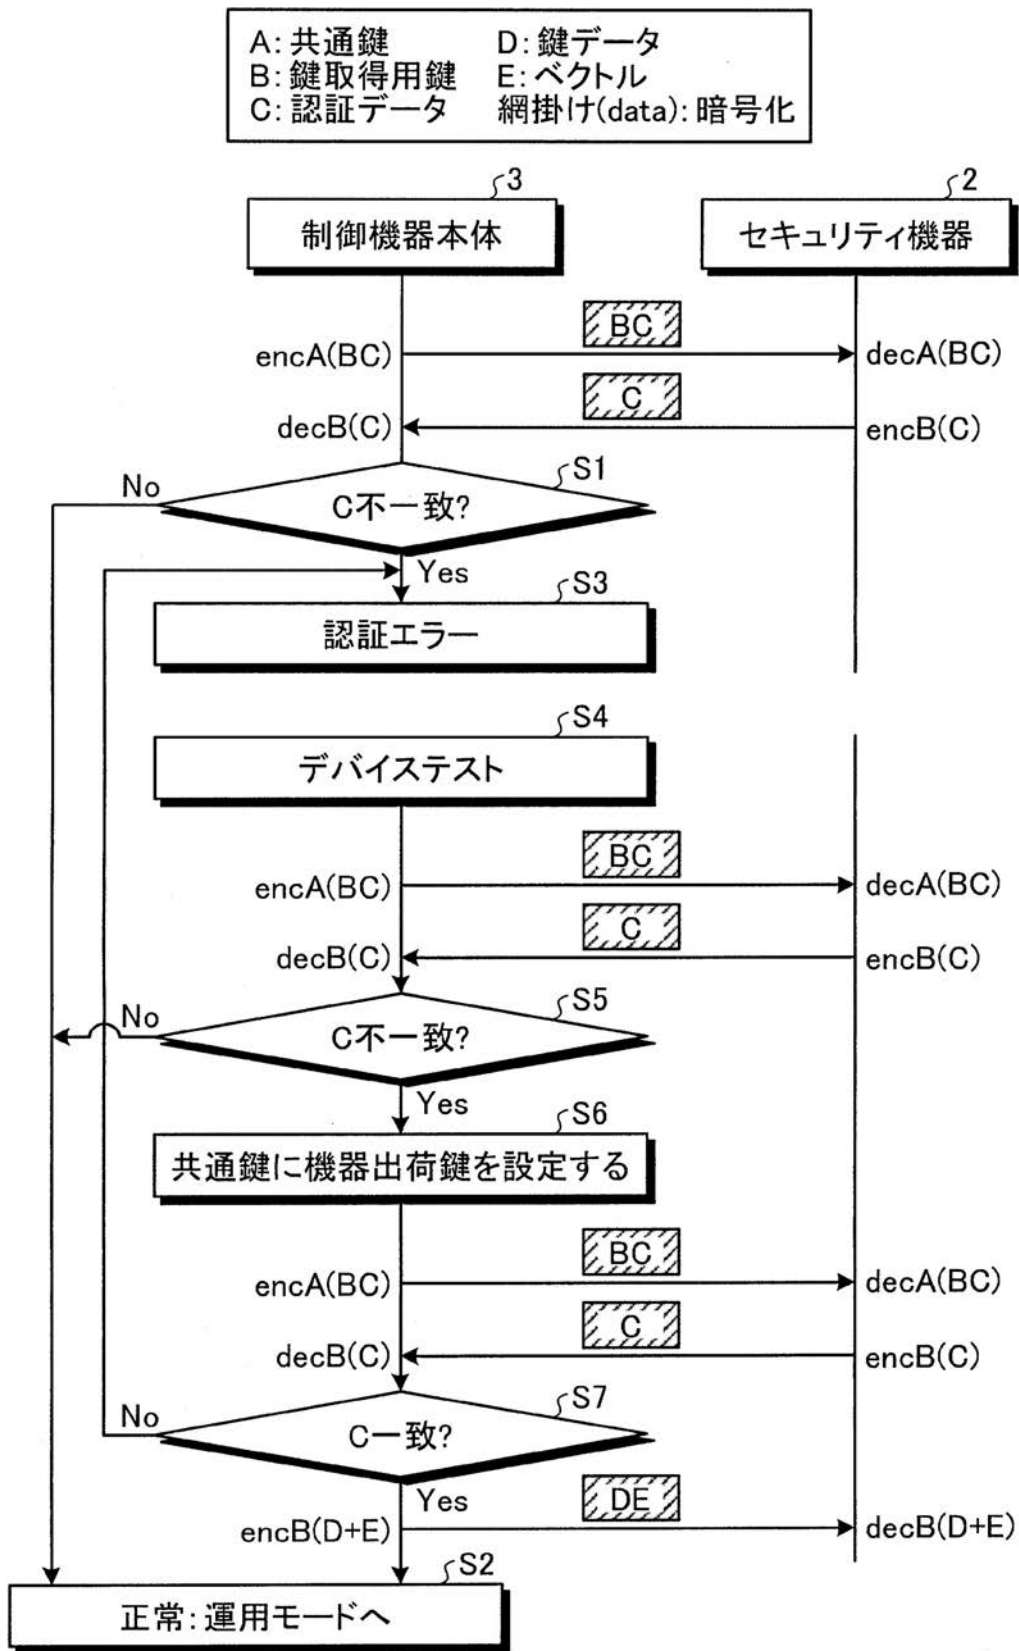 A: 共通鍵 D: 鍵データ
B: 鍵取得用鍵 E: ベクトル
C: 認証データ 網掛け(data): 暗号化
3
2
制御機器本体
セキュリティ機器
BC
encA(BC)
decA(BC)
C
decB(C)
encB(C)
No
S1
C不一致?
Yes
S3
認証エラー
S4
デバイステスト
BC
encA(BC)
decA(BC)
C
decB(C)
encB(C)
No
S5
C不一致?
Yes
S6
共通鍵に機器出荷鍵を設定する
BC
encA(BC)
decA(BC)
C
decB(C)
encB(C)
No
S7
C一致?
Yes
DE
encB(D+E)
decB(D+E)
S2
正常: 運用モードへ